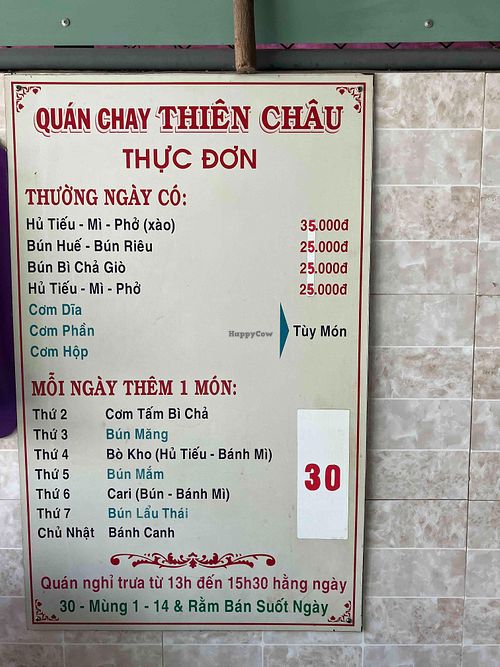 QUÁN CHAY THIÊN CHÂU
THỰC ĐƠN
THƯỜNG NGÀY CÓ:
Hủ Tiếu - Mì - Phở (xào) 35.000đ
Bún Huế - Bún Riêu 25.000đ
Bún Bì Chả Giò 25.000đ
Hủ Tiếu - Mì - Phở 25.000đ
Cơm Dĩa
Cơm Phần Tùy Món
Cơm Hộp
HappyCow
MỖI NGÀY THÊM 1 MÓN:
Thứ 2 Cơm Tấm Bì Chả
Thứ 3 Bún Măng
Thứ 4 Bò Kho (Hủ Tiếu - Bánh Mì)
Thứ 5 Bún Mắm
Thứ 6 Cari (Bún - Bánh Mì)
Thứ 7 Bún Lẩu Thái
Chủ Nhật Bánh Canh
30
Quán nghỉ trưa từ 13h đến 15h30 hằng ngày
30 - Mùng 1 - 14 & Rằm Bán Suốt Ngày